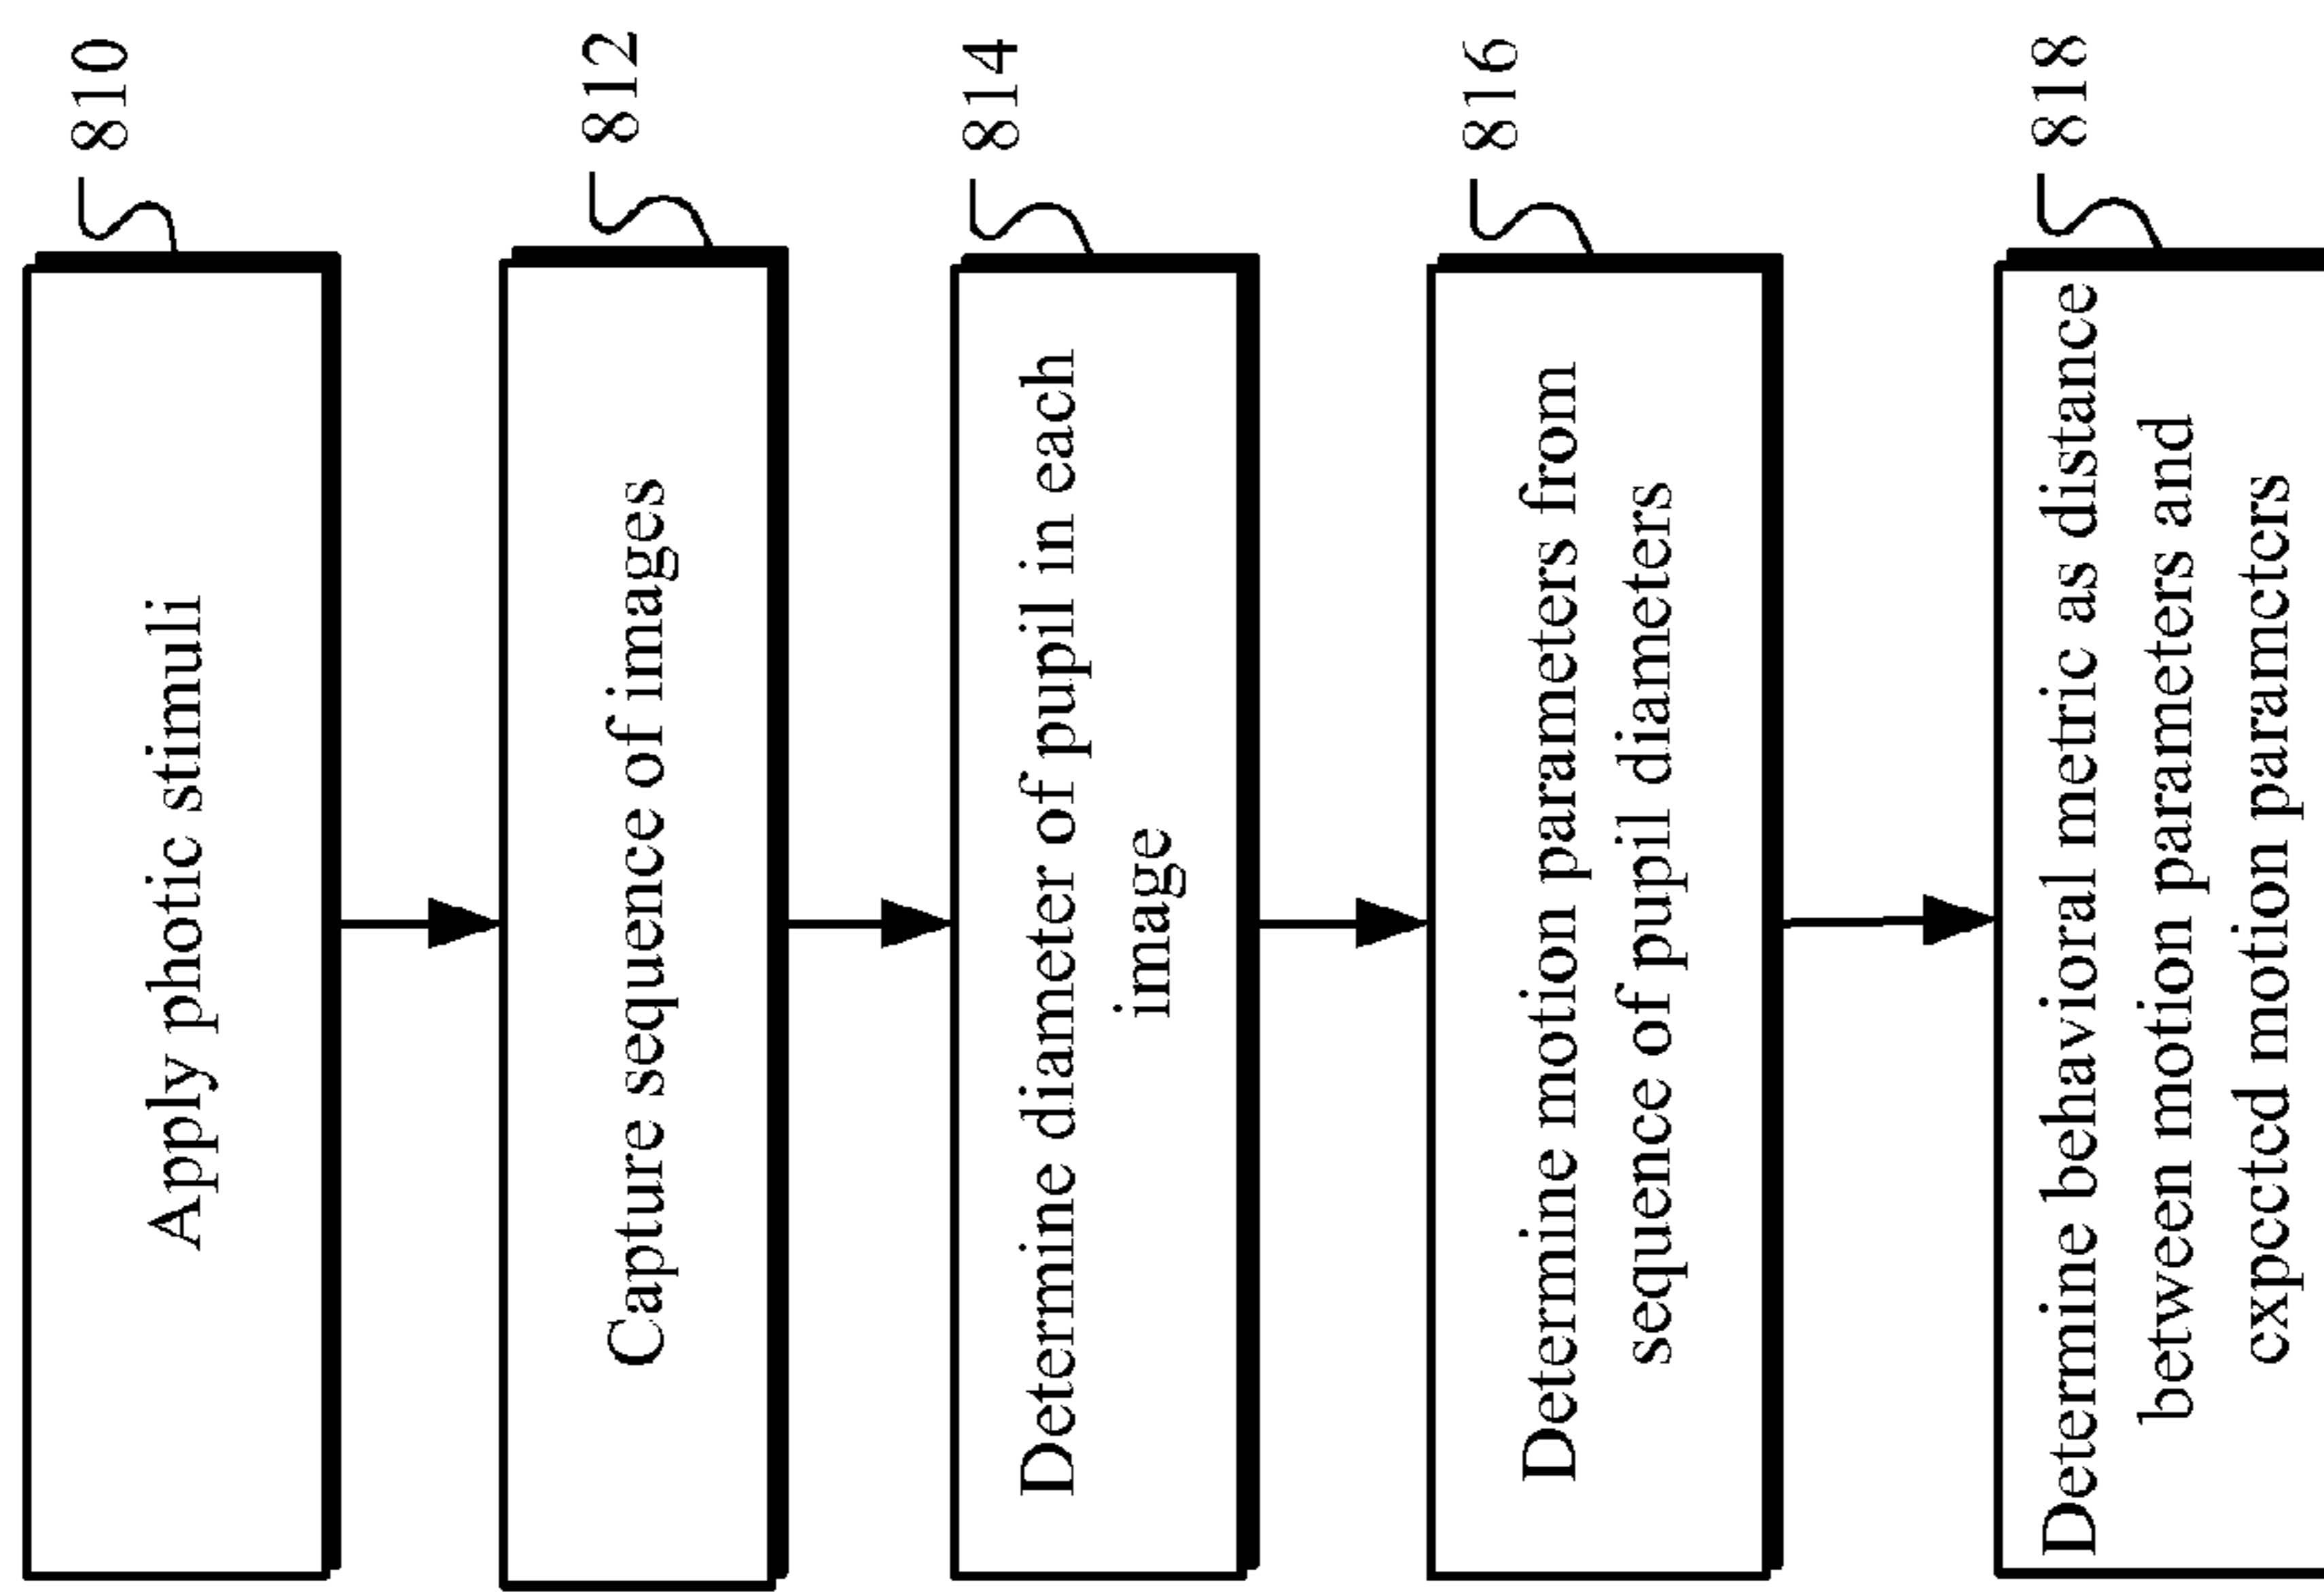 Apply photic stimuli
810
Capture sequence of images
812
Determine diameter of pupil in each
image
814
Determine motion parameters from
sequence of pupil diameters
816
Determine behavioral metric as distance
between motion parameters and
expected motion parameters
818